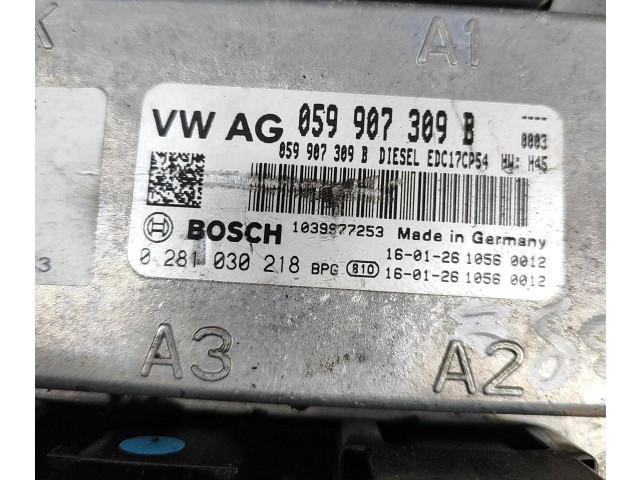 K
A1
VW AG 059 907 309 B ----
0003
059 907 309 B DIESEL EDC17CP54 HW: H45
BOSCH 1039S77253 Made in Germany
0 281 030 218 BPG 810 16-01-26 1056 0012
16-01-26 1056 0012
3
A3
A2